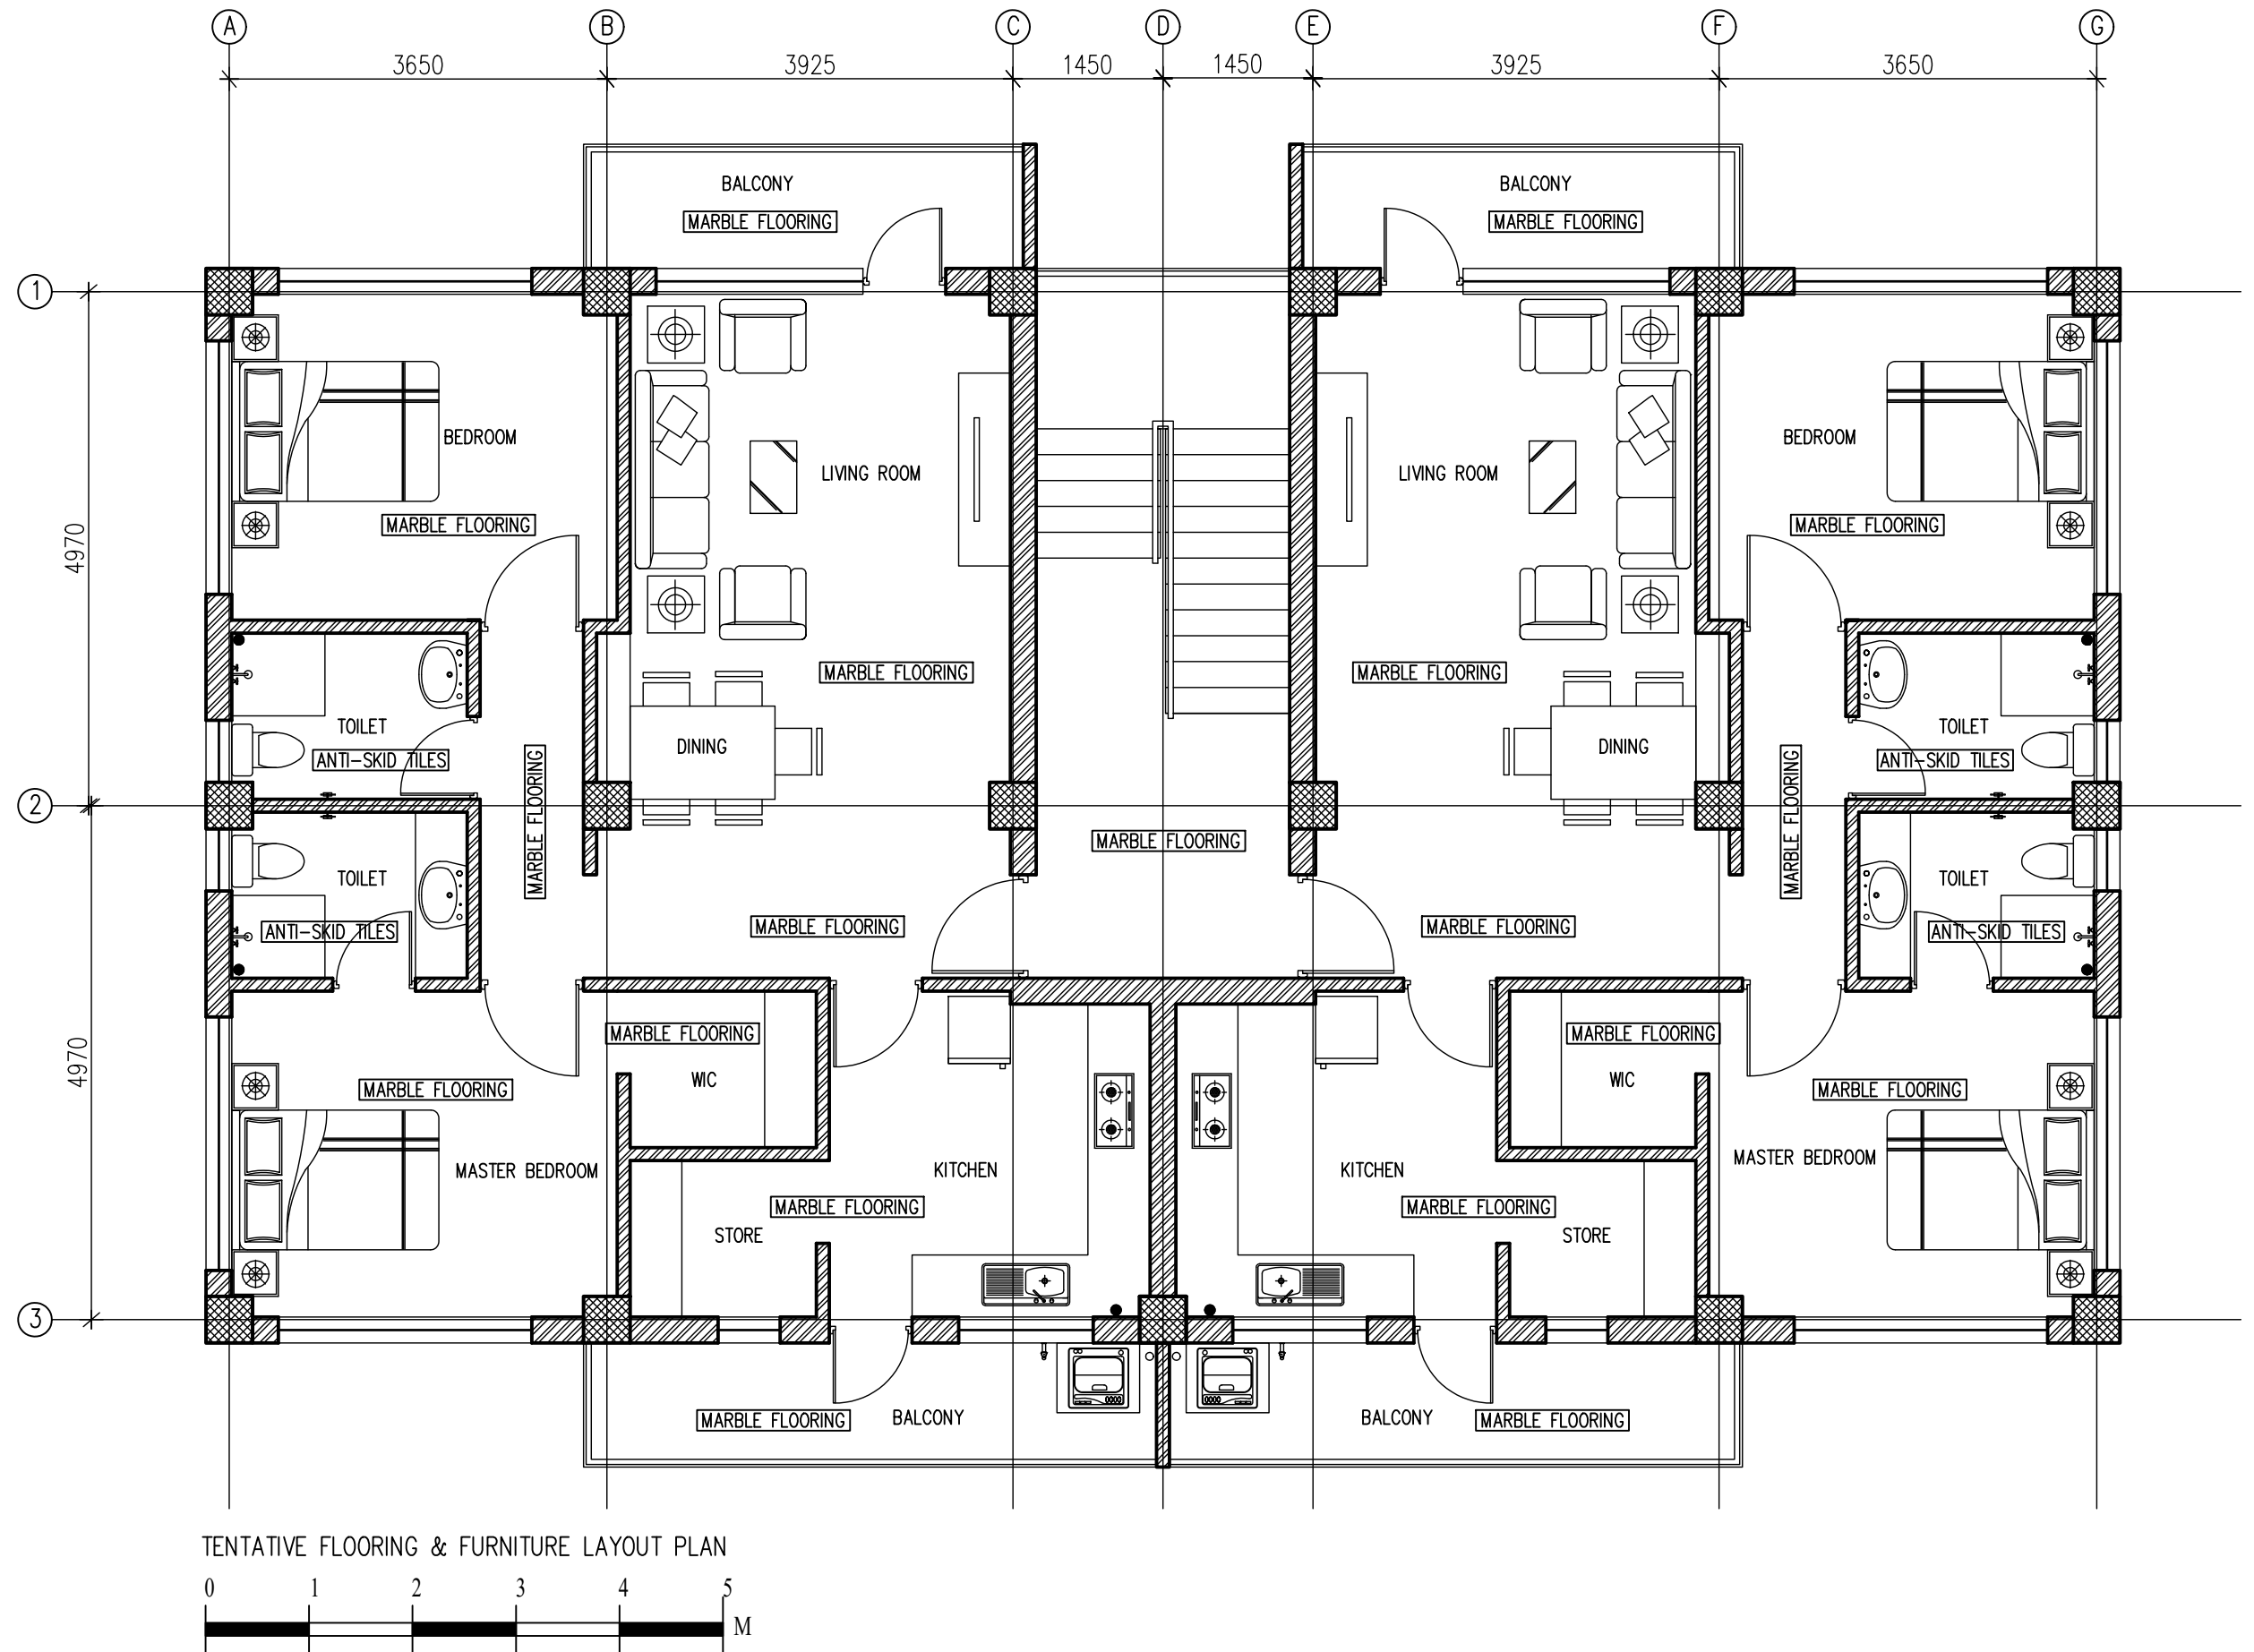 A B C D E F G
3650 3925 1450 1450 3925 3650
BALCONY BALCONY
MARBLE FLOORING MARBLE FLOORING
1
BEDROOM BEDROOM
LIVING ROOM LIVING ROOM
MARBLE FLOORING MARBLE FLOORING
4970
MARBLE FLOORING MARBLE FLOORING
TOILET TOILET
DINING DINING
ANTI-SKID TILES ANTI-SKID TILES
2
MARBLE FLOORING MARBLE FLOORING
MARBLE FLOORING
TOILET TOILET
MARBLE FLOORING MARBLE FLOORING
ANTI-SKID TILES ANTI-SKID TILES
MARBLE FLOORING MARBLE FLOORING
4970
WIC WIC
MARBLE FLOORING MARBLE FLOORING
MASTER BEDROOM KITCHEN KITCHEN MASTER BEDROOM
MARBLE FLOORING MARBLE FLOORING
STORE STORE
3
MARBLE FLOORING BALCONY BALCONY MARBLE FLOORING
TENTATIVE FLOORING & FURNITURE LAYOUT PLAN
0 1 2 3 4 5
M